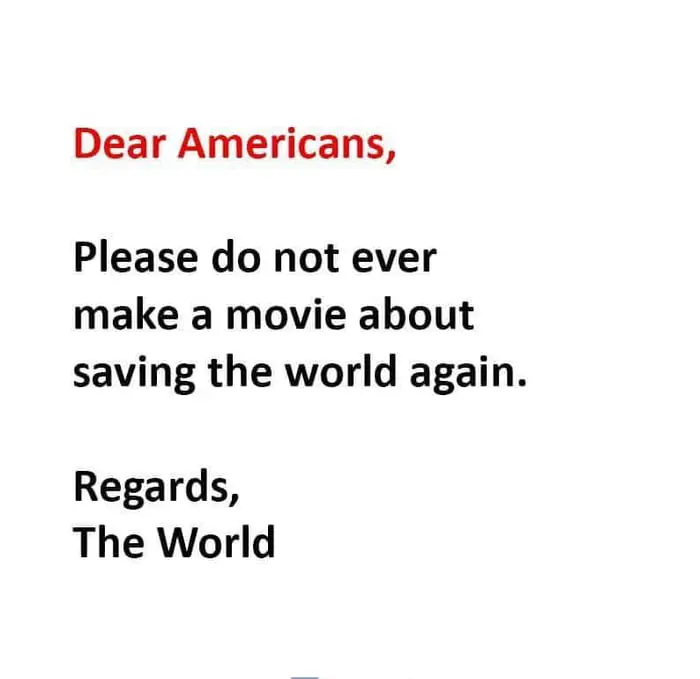 Dear Americans,
Please do not ever
make a movie about
saving the world again.
Regards,
The World